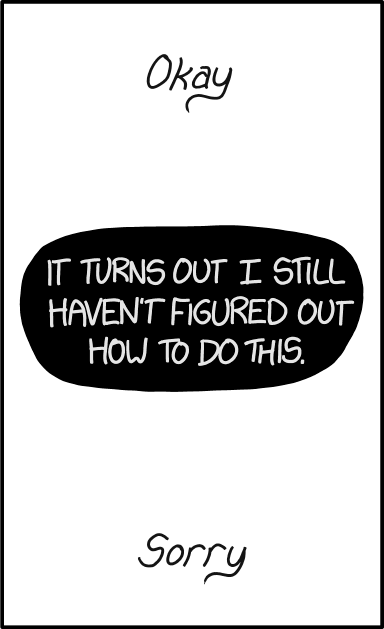 Okay
IT TURNS OUT I STILL
HAVEN'T FIGURED OUT
HOW TO DO THIS.
Sorry